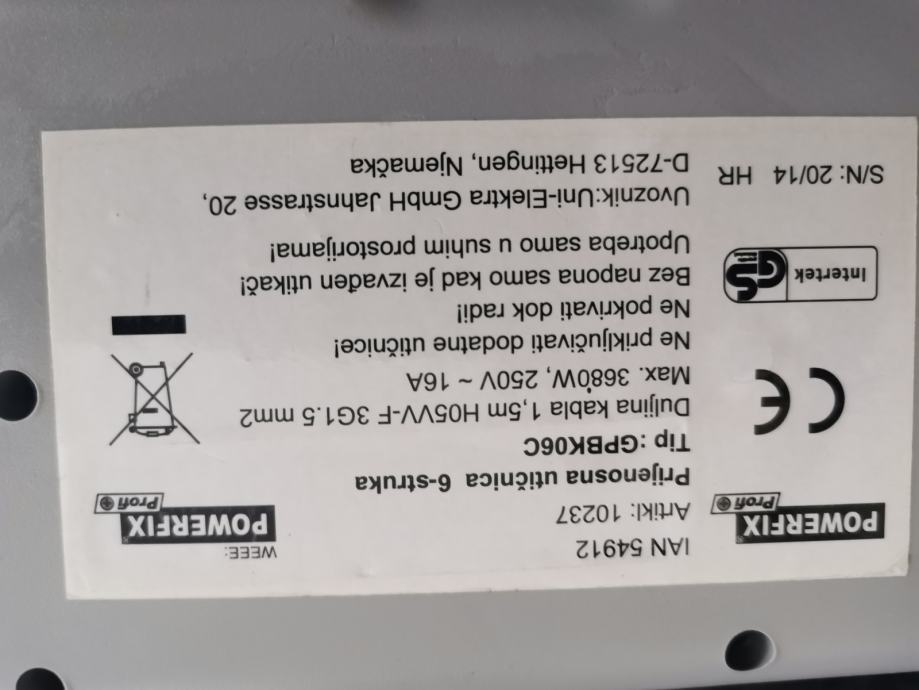 IAN 54912
WEEE:
Artikl: 10237
POWERFIX
Profi
POWERFIX
Profi
Prijenosna utičnica 6-struka
Tip :GPBK06C
Duljina kabla 1,5m H05VV-F 3G1.5 mm2
Max. 3680W, 250V ~ 16A
CE
Ne priključivati dodatne utičnice!
Ne pokrivati dok radi!
Bez napona samo kad je izvađen utikač!
Upotreba samo u suhim prostorijama!
Intertek
GS
Uvoznik:Uni-Elektra GmbH Jahnstrasse 20,
D-72513 Hettingen, Njemačka
S/N: 20/14 HR